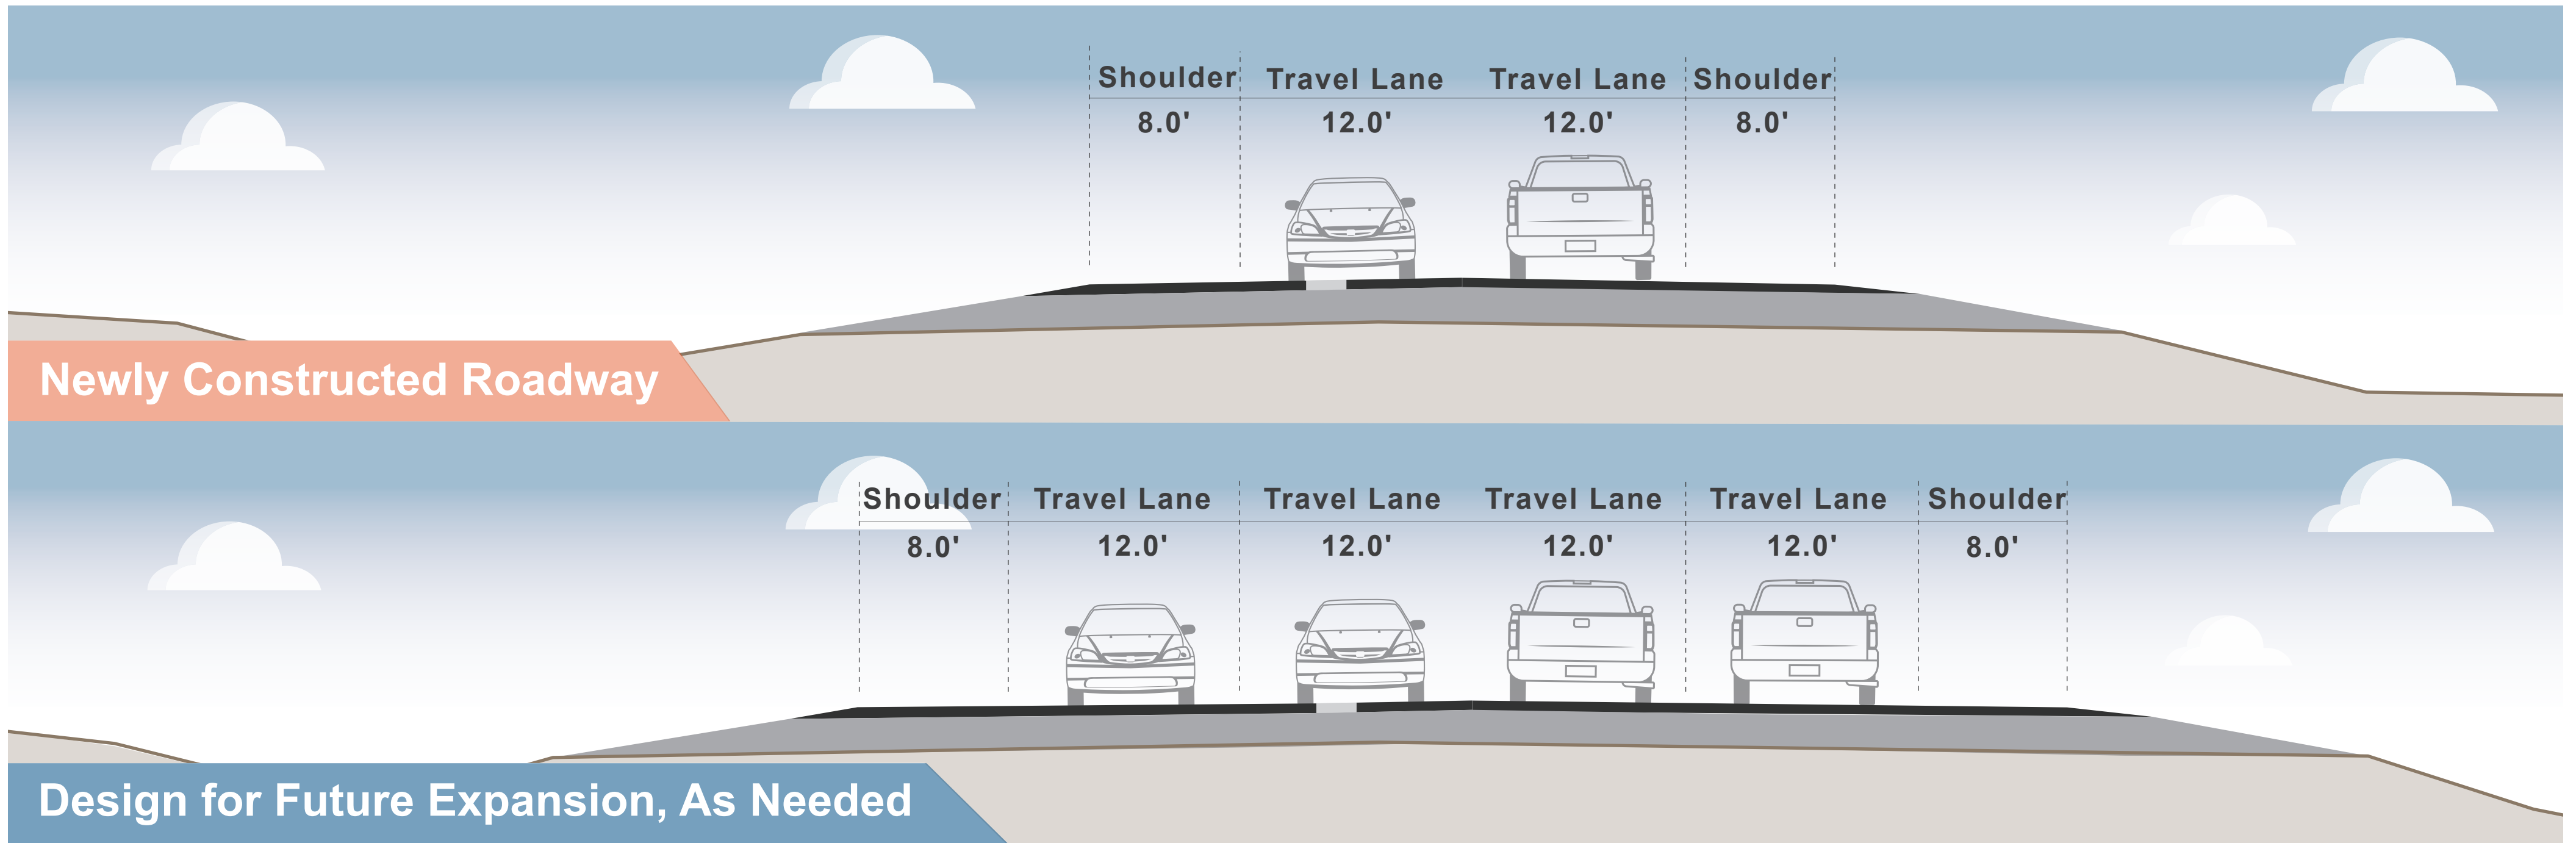 Shoulder Travel Lane Travel Lane Shoulder
8.0' 12.0' 12.0' 8.0'
Newly Constructed Roadway
Shoulder Travel Lane Travel Lane Travel Lane Travel Lane Shoulder
8.0' 12.0' 12.0' 12.0' 12.0' 8.0'
Design for Future Expansion, As Needed